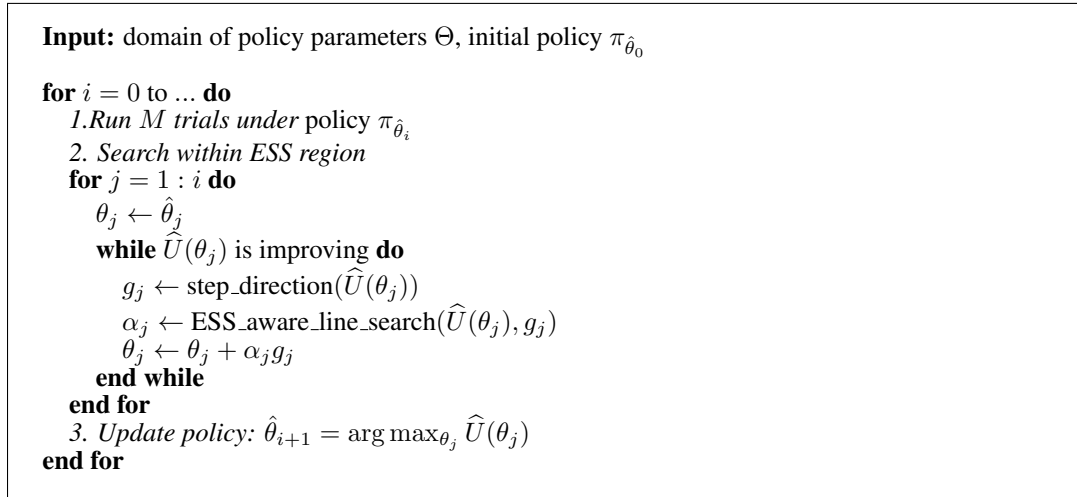 Input: domain of policy parameters Θ, initial policy π_{θ̂_0}
for i = 0 to ... do
1.Run M trials under policy π_{θ̂_i}
2. Search within ESS region
for j = 1 : i do
θ_j ← θ̂_j
while Û(θ_j) is improving do
g_j ← step_direction(Û(θ_j))
α_j ← ESS_aware_line_search(Û(θ_j), g_j)
θ_j ← θ_j + α_j g_j
end while
end for
3. Update policy: θ̂_{i+1} = arg max_{θ_j} Û(θ_j)
end for